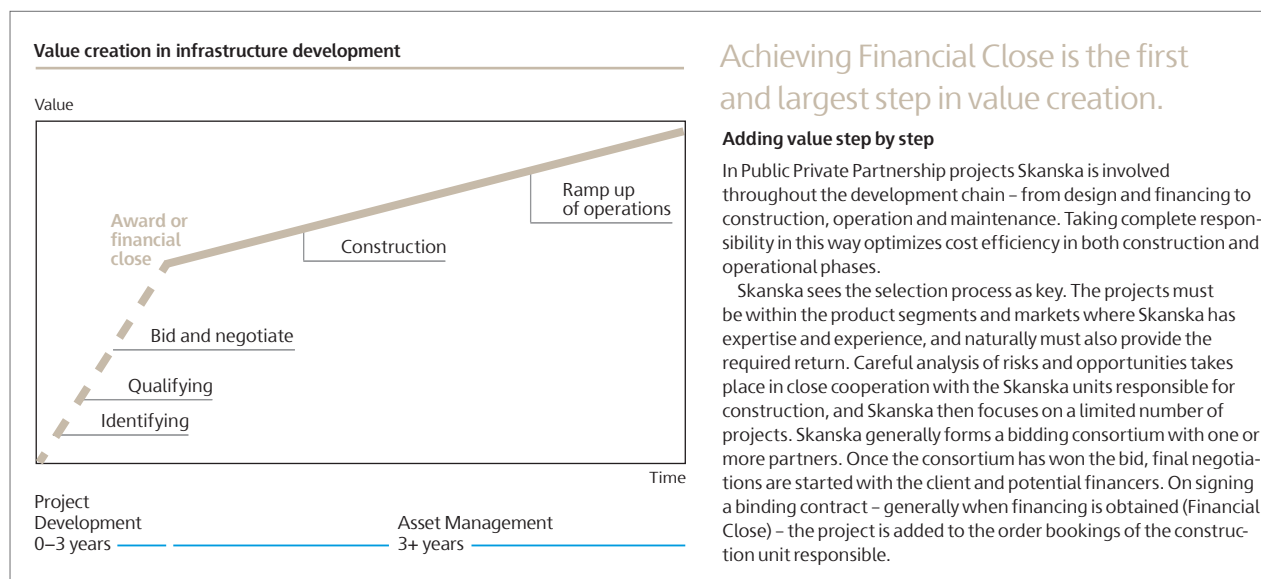 Value creation in infrastructure development
Value
Award or
financial
close
Ramp up
of operations
Construction
Bid and negotiate
Qualifying
Identifying
Time
Project
Development
0–3 years
Asset Management
3+ years
Achieving Financial Close is the first
and largest step in value creation.
Adding value step by step
In Public Private Partnership projects Skanska is involved
throughout the development chain – from design and financing to
construction, operation and maintenance. Taking complete respon-
sibility in this way optimizes cost efficiency in both construction and
operational phases.
Skanska sees the selection process as key. The projects must
be within the product segments and markets where Skanska has
expertise and experience, and naturally must also provide the
required return. Careful analysis of risks and opportunities takes
place in close cooperation with the Skanska units responsible for
construction, and Skanska then focuses on a limited number of
projects. Skanska generally forms a bidding consortium with one or
more partners. Once the consortium has won the bid, final negotia-
tions are started with the client and potential financers. On signing
a binding contract – generally when financing is obtained (Financial
Close) – the project is added to the order bookings of the construc-
tion unit responsible.